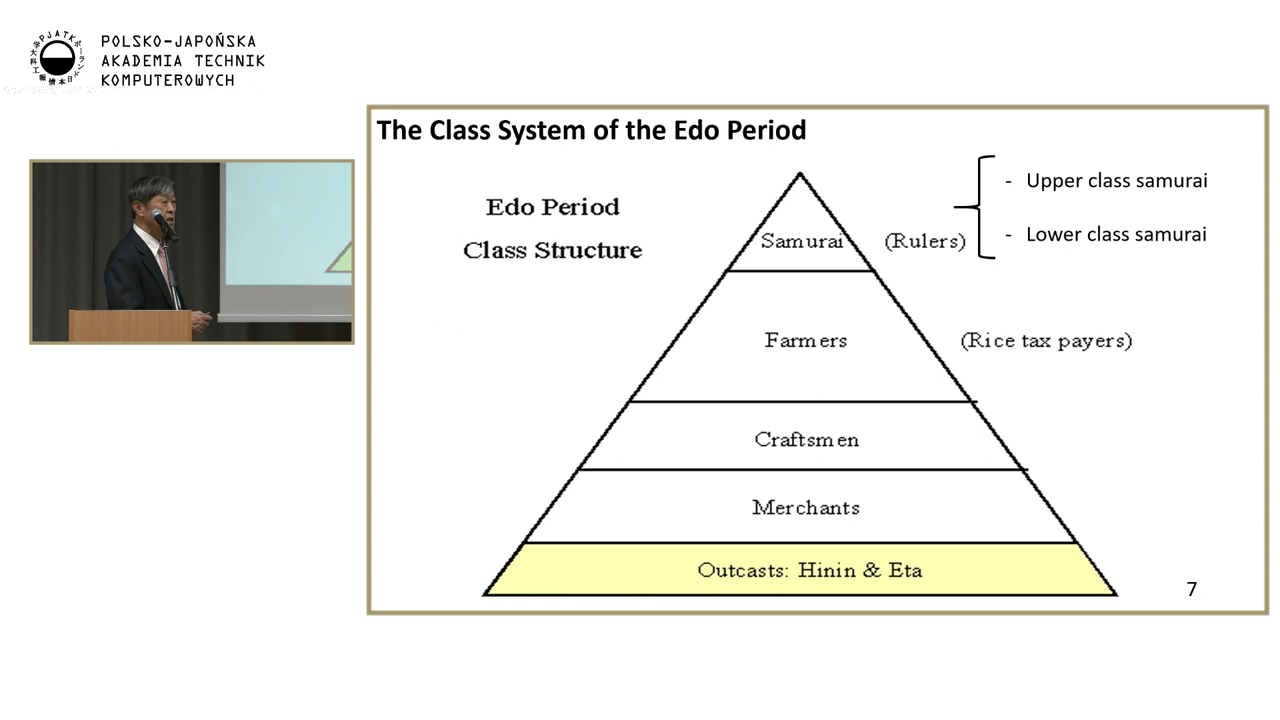 POLSKO-JAPOŃSKA
AKADEMIA TECHNIK
KOMPUTEROWYCH
PJATK
The Class System of the Edo Period
Edo Period
Class Structure
Samurai
(Rulers)
- Upper class samurai
- Lower class samurai
Farmers
(Rice tax payers)
Craftsmen
Merchants
Outcasts: Hinin & Eta
7